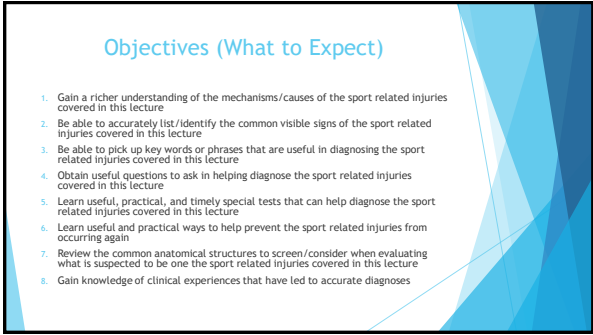 Objectives (What to Expect)
1. Gain a richer understanding of the mechanisms/causes of the sport related injuries
covered in this lecture
2. Be able to accurately list/identify the common visible signs of the sport related
injuries covered in this lecture
3. Be able to pick up key words or phrases that are useful in diagnosing the sport
related injuries covered in this lecture
4. Obtain useful questions to ask in helping diagnose the sport related injuries
covered in this lecture
5. Learn useful, practical, and timely special tests that can help diagnose the sport
related injuries covered in this lecture
6. Learn useful and practical ways to help prevent the sport related injuries from
occurring again
7. Review the common anatomical structures to screen/consider when evaluating
what is suspected to be one the sport related injuries covered in this lecture
8. Gain knowledge of clinical experiences that have led to accurate diagnoses